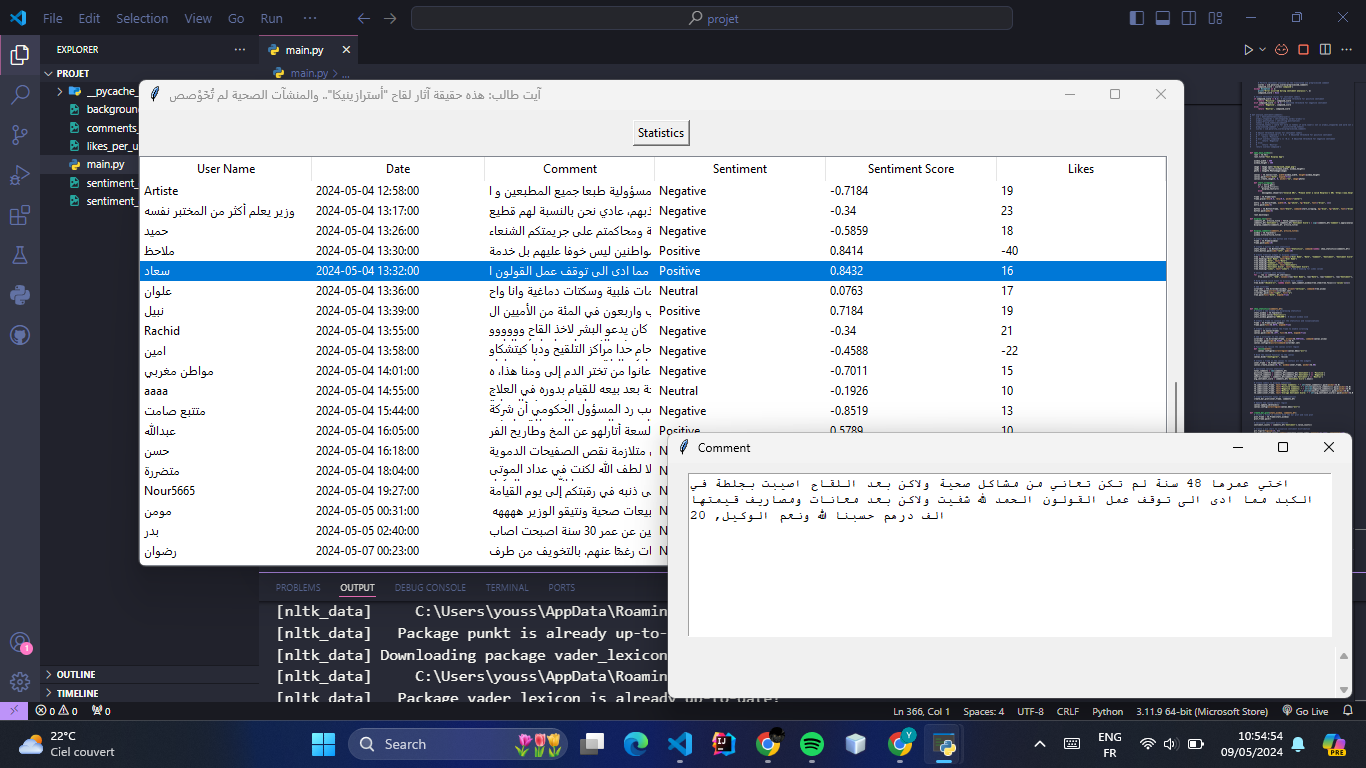 File Edit Selection View Go Run ··· projet
EXPLORER ···
main.py
PROJET
main.py > ...
__pycache_
background
comments_
likes_per_u
main.py
sentiment_
sentiment_
آيت طالب: هذه حقيقة آثار لقاح "أسترازينيكا".. والمنشآت الصحية لم تُخَوْصص
Statistics
User Name Date Comment Sentiment Sentiment Score Likes
Artiste 2024-05-04 12:58:00 مسؤولية طبعا جميع المطبعين و ا Negative -0.7184 19
وزير يعلم أكثر من المختبر نفسه 2024-05-04 13:17:00 ذبهم، عادي نحن بالنسبة لهم قطيع Negative -0.34 23
حميد 2024-05-04 13:26:00 ة ومحاكمتم على جريمتكم الشنعاء Negative -0.5859 18
ملاحظ 2024-05-04 13:30:00 مواطنين ليس خوفا عليهم بل خدمة Positive 0.8414 -40
سعاد 2024-05-04 13:32:00 مما ادى الى توقف عمل القولون ا Positive 0.8432 16
علوان 2024-05-04 13:36:00 مات قلبية وسكتات دماغية وانا واح Neutral 0.0763 17
نبيل 2024-05-04 13:39:00 ب واربعون في المئة من الأميين ال Positive 0.7184 19
Rachid 2024-05-04 13:55:00 كان يدعو البشر لاخذ القاح وووووو Negative -0.34 21
امين 2024-05-04 13:58:00 حام حدا مراكز التلقيح ودبا كيتشكاو Negative -0.4588 -22
مواطن مغربي 2024-05-04 14:01:00 عانوا من تختر الدم إلى ومنا هذا، ه Negative -0.7011 15
aaaa 2024-05-04 14:55:00 ة بعد بيعه للقيام بدوره في العلاج Neutral -0.1926 10
متتبع صامت 2024-05-04 15:44:00 ب رد المسؤول الحكومي أن شركة Negative -0.8519 13
عبدالله 2024-05-04 16:05:00 لسعة أتارلهو عن المخ وطاريح الفر Positive 0.5789 10
حسن 2024-05-04 16:18:00 متلازمة نقص الصفيحات الدموية
متضررة 2024-05-04 18:04:00 لا لطف الله لكنت في عداد الموتى
Nour5665 2024-05-04 19:27:00 ى ذنبه في رقبتكم إلى يوم القيامة
مومن 2024-05-05 00:31:00 بيعات صحية ونتيقو الوزير ههههه
بدر 2024-05-05 02:40:00 ين عن عمر 30 سنة اصبحت اصاب
رضوان 2024-05-07 00:23:00 ات رغمًا عنهم، بالتخويف من طرف
Comment
اختي عمرها 48 سنة لم تكن تعاني من مشاكل صحية ولاكن بعد اللقاح اصيبت بجلطة في
الكبد مما ادى الى توقف عمل القولون الحمد لله شفيت ولاكن بعد معانات ومصاريف قيمتها
20 الف درهم حسبنا لله ونعم الوكيل,
PROBLEMS OUTPUT DEBUG CONSOLE TERMINAL PORTS
[nltk_data] C:\Users\youss\AppData\Roamin
[nltk_data] Package punkt is already up-to-
[nltk_data] Downloading package vader_lexicon
[nltk_data] C:\Users\youss\AppData\Roamin
[nltk_data] Package vader_lexicon is already up-to-date!
OUTLINE
TIMELINE
0 0 0 Ln 366, Col 1 Spaces: 4 UTF-8 CRLF Python 3.11.9 64-bit (Microsoft Store) Go Live
22°C
Ciel couvert
Search
ENG
FR
10:54:54
09/05/2024
PRE